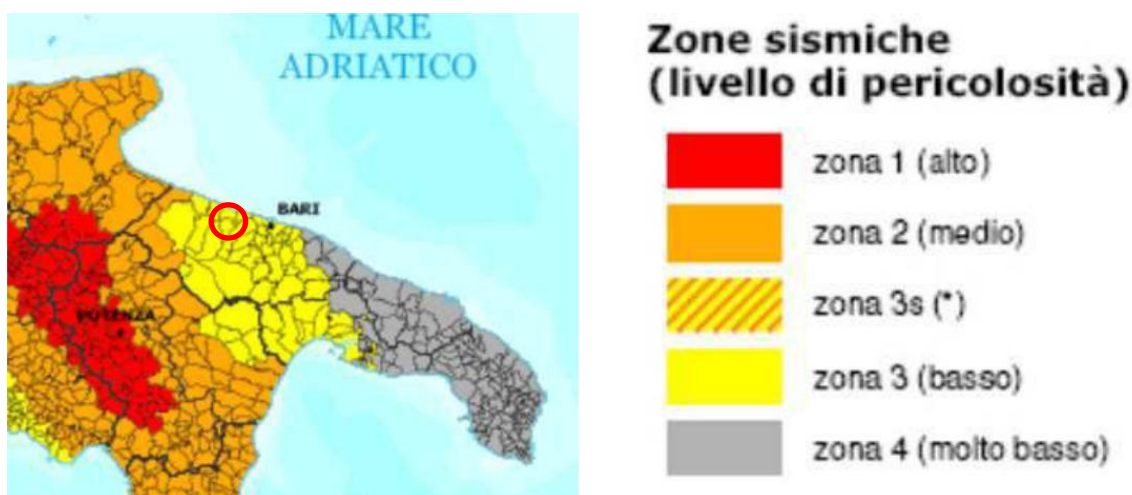 MARE
ADRIATICO
BARI
POTENZA
Zone sismiche
(livello di pericolosità)
zona 1 (alto)
zona 2 (medio)
zona 3s (*)
zona 3 (basso)
zona 4 (molto basso)